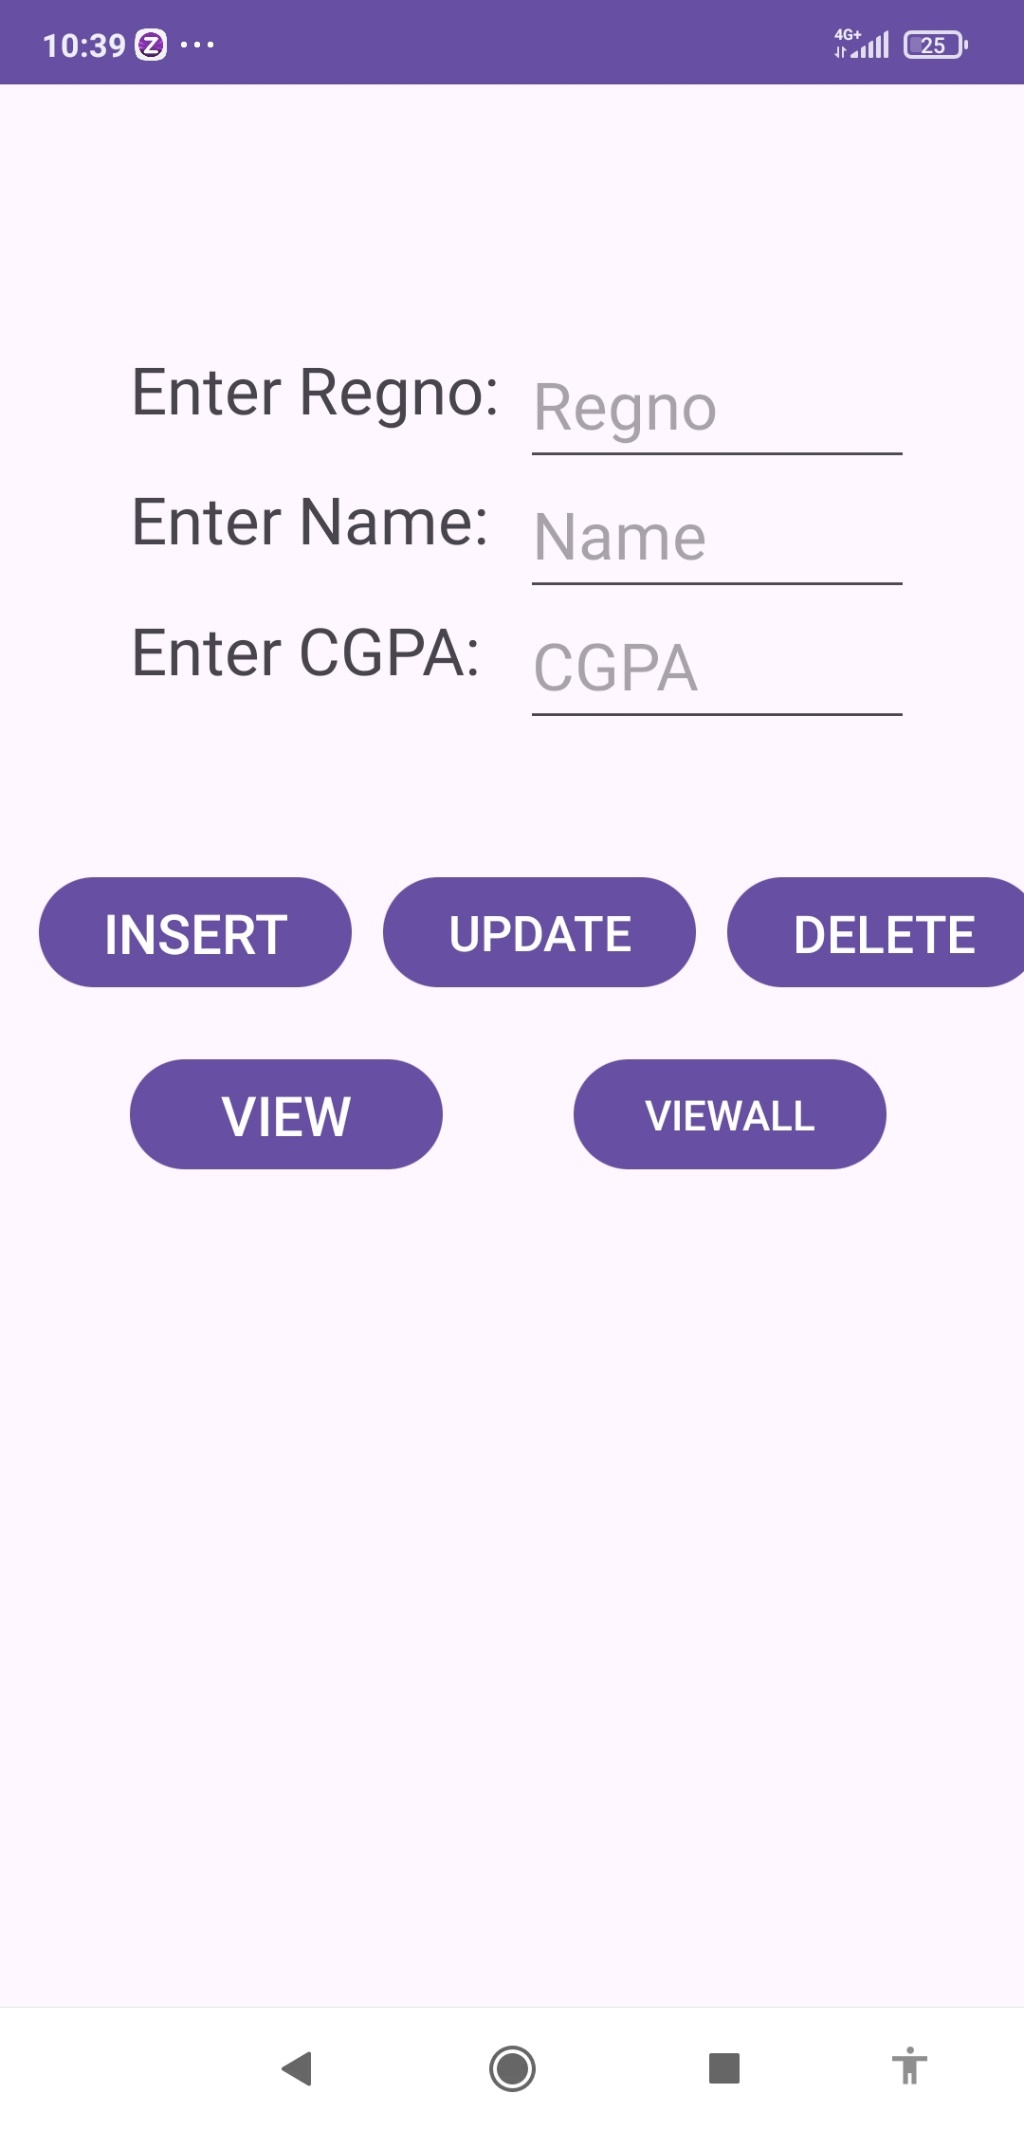 10:39 Z ... 4G+ 25
Enter Regno: Regno
Enter Name: Name
Enter CGPA: CGPA
INSERT UPDATE DELETE
VIEW VIEWALL